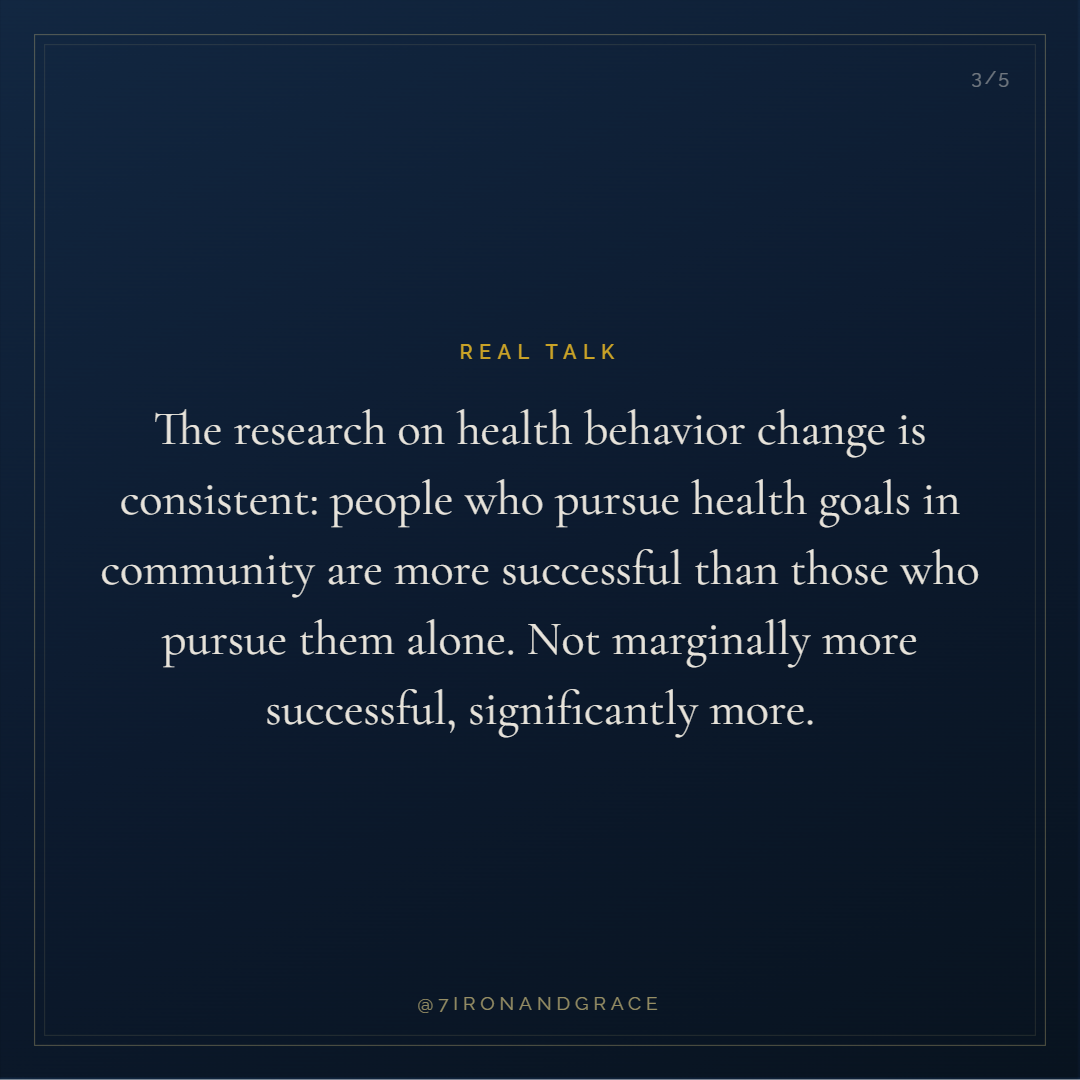 3/5
REAL TALK
The research on health behavior change is
consistent: people who pursue health goals in
community are more successful than those who
pursue them alone. Not marginally more
successful, significantly more.
@7IRONANDGRACE